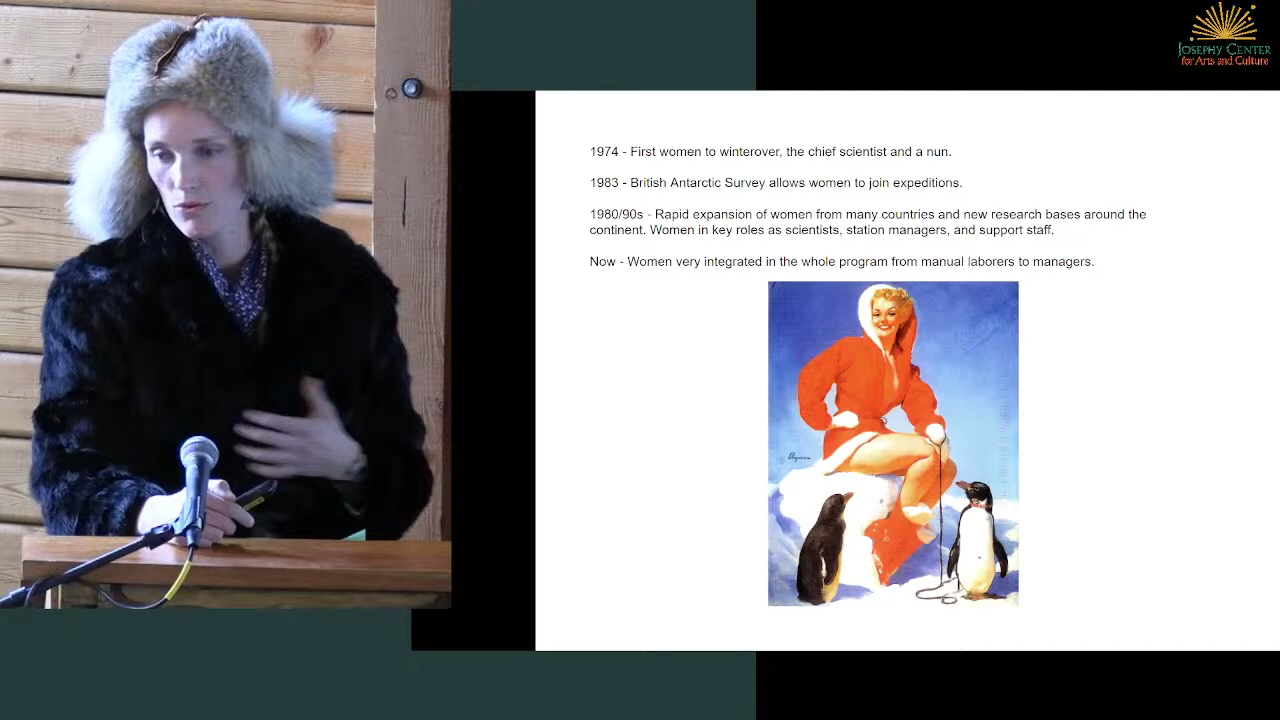 JOSEPHY CENTER
for Arts and Culture
1974 - First women to winterover, the chief scientist and a nun.
1983 - British Antarctic Survey allows women to join expeditions.
1980/90s - Rapid expansion of women from many countries and new research bases around the
continent. Women in key roles as scientists, station managers, and support staff.
Now - Women very integrated in the whole program from manual laborers to managers.